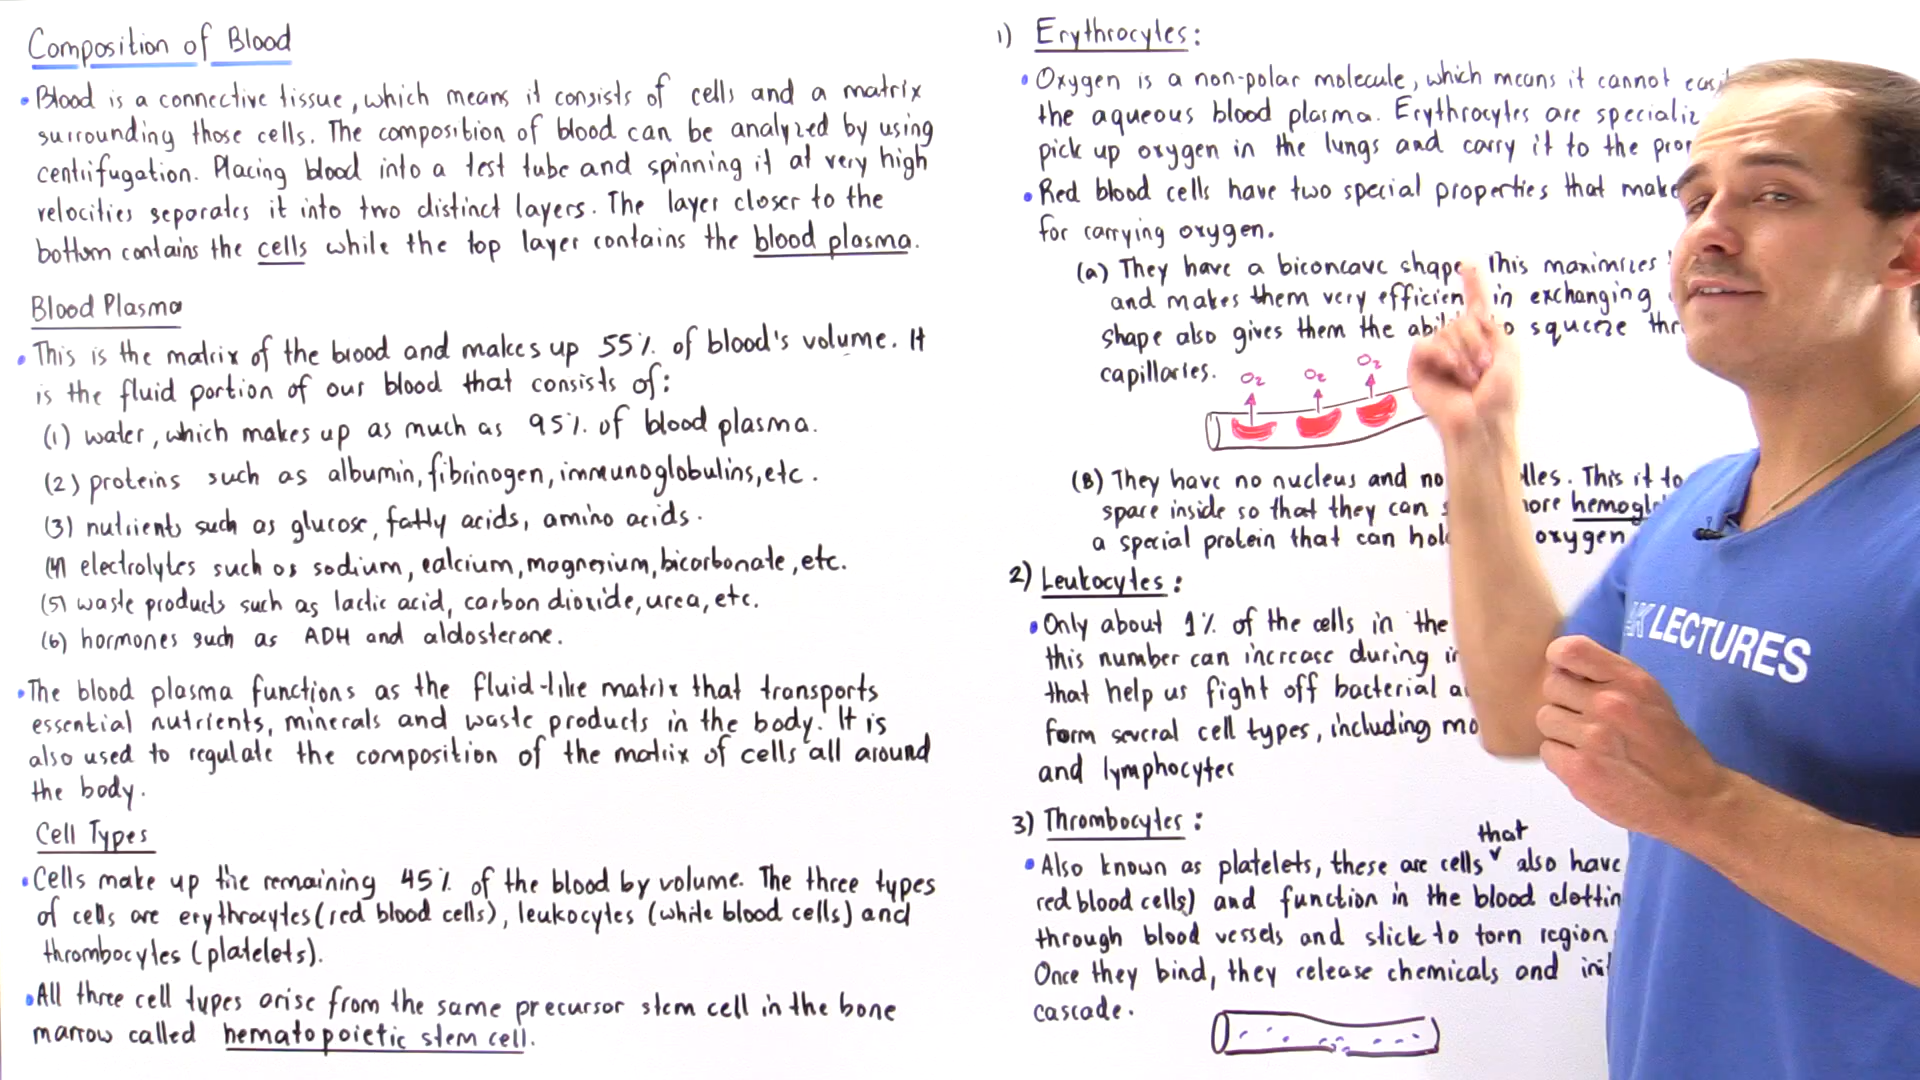 Composition of Blood
• Blood is a connective tissue, which means it consists of cells and a matrix
surrounding those cells. The composition of blood can be analyzed by using
centrifugation. Placing blood into a test tube and spinning it at very high
velocities separates it into two distinct layers. The layer closer to the
bottom contains the cells while the top layer contains the blood plasma.
Blood Plasma
• This is the matrix of the blood and makes up 55% of blood's volume. It
is the fluid portion of our blood that consists of:
(1) water, which makes up as much as 95% of blood plasma.
(2) proteins such as albumin, fibrinogen, immunoglobulins, etc.
(3) nutrients such as glucose, fatty acids, amino acids.
(4) electrolytes such as sodium, calcium, magnesium, bicarbonate, etc.
(5) waste products such as lactic acid, carbon dioxide, urea, etc.
(6) hormones such as ADH and aldosterone.
• The blood plasma functions as the fluid-like matrix that transports
essential nutrients, minerals and waste products in the body. It is
also used to regulate the composition of the matrix of cells all around
the body.
Cell Types
• Cells make up the remaining 45% of the blood by volume. The three types
of cells are erythrocytes (red blood cells), leukocytes (white blood cells) and
thrombocytes (platelets).
• All three cell types arise from the same precursor stem cell in the bone
marrow called hematopoietic stem cell.
1) Erythrocytes:
• Oxygen is a non-polar molecule, which means it cannot
the aqueous blood plasma. Erythrocytes are
pick up oxygen in the lungs and carry it to the
• Red blood cells have two special properties that make
for carrying oxygen.
(a) They have a biconcave shape. This maximizes
and makes them very efficient in exchanging
shape also gives them the to squeeze
capillaries.
O2 O2 O2
(B) They have no nucleus and no This
space inside so that they can more
a special protein that can oxygen
2) Leukocytes:
• Only about 1% of the cells in the
this number can increase during
that help us fight off bacterial
form several cell types, including
and lymphocytes
3) Thrombocytes:
that
• Also known as platelets, these are cells ˅ also have
red blood cells) and function in the blood
through blood vessels and stick to torn region
Once they bind, they release chemicals and
cascade.
AK LECTURES